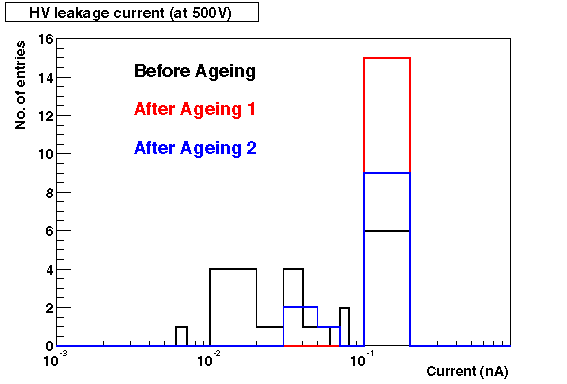 HV leakage current (at 500V)
No. of entries
16
14
12
10
8
6
4
2
0
Before Ageing
After Ageing 1
After Ageing 2
10^-3
10^-2
10^-1
Current (nA)